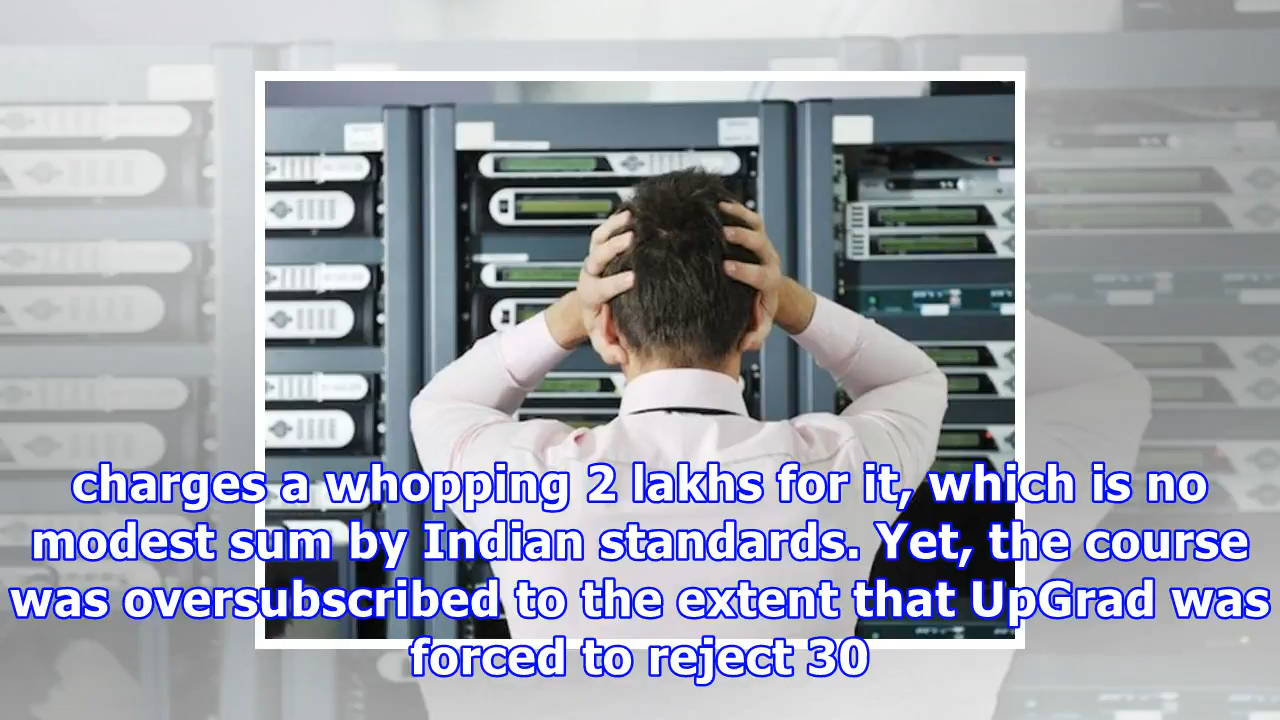 charges a whopping 2 lakhs for it, which is no
modest sum by Indian standards. Yet, the course
was oversubscribed to the extent that UpGrad was
forced to reject 30